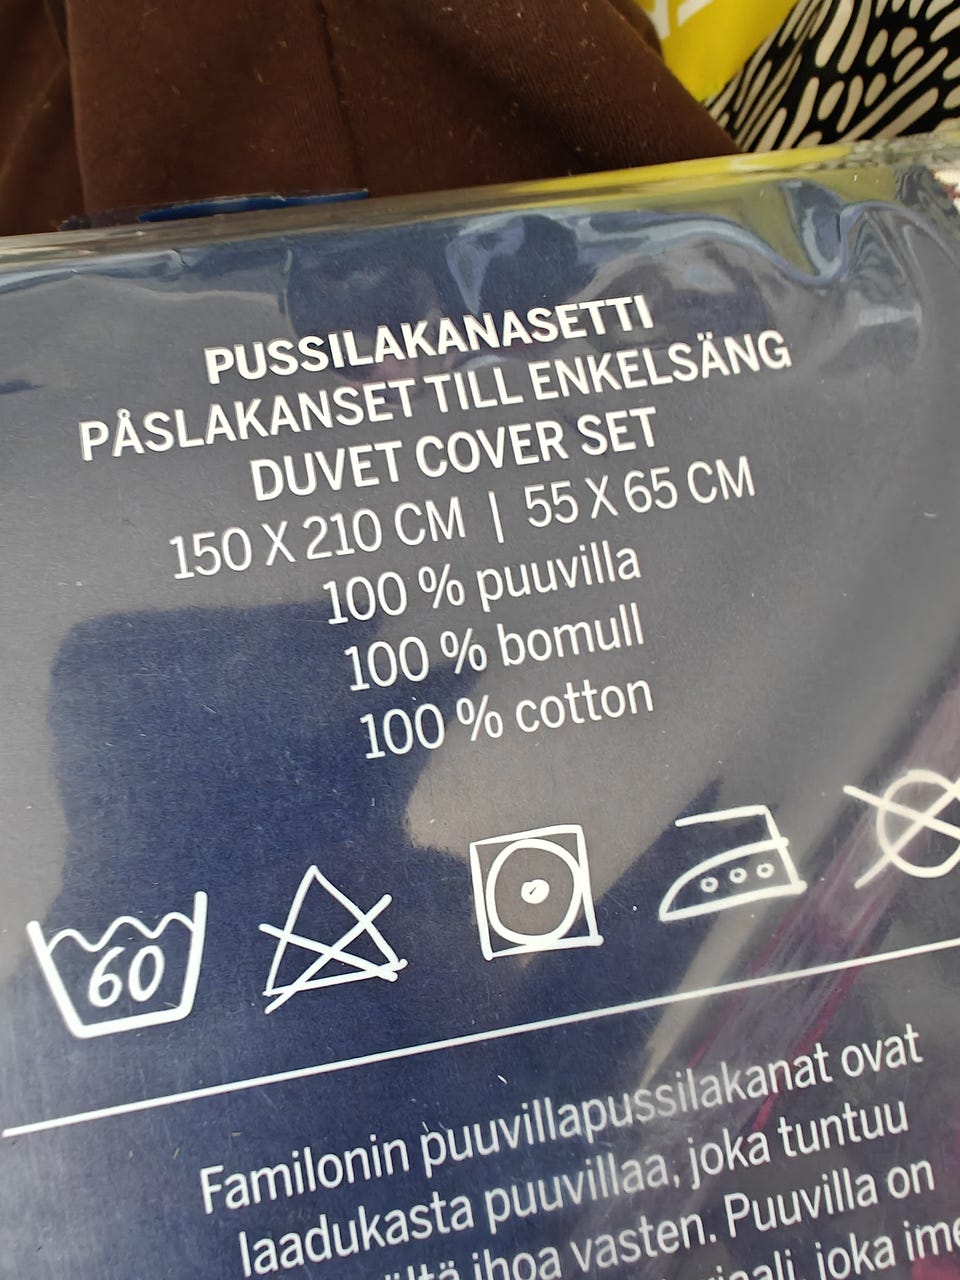 PUSSILAKANASETTI
PÅSLAKANSET TILL ENKELSÄNG
DUVET COVER SET
150 X 210 CM | 55 X 65 CM
100 % puuvilla
100 % bomull
100 % cotton
60
Familonin puuvillapussilakanat ovat
laadukasta puuvillaa, joka tuntuu
ihoa vasten. Puuvilla on
joka